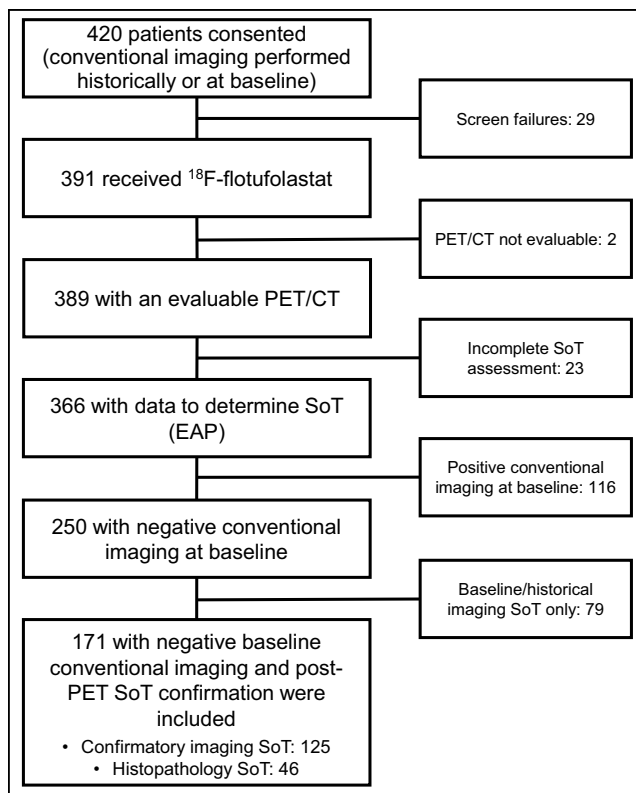 420 patients consented
(conventional imaging performed
historically or at baseline)
Screen failures: 29
391 received ¹⁸F-flotufolastat
PET/CT not evaluable: 2
389 with an evaluable PET/CT
Incomplete SoT
assessment: 23
366 with data to determine SoT
(EAP)
Positive conventional
imaging at baseline: 116
250 with negative conventional
imaging at baseline
Baseline/historical
imaging SoT only: 79
171 with negative baseline
conventional imaging and post-
PET SoT confirmation were
included
• Confirmatory imaging SoT: 125
• Histopathology SoT: 46